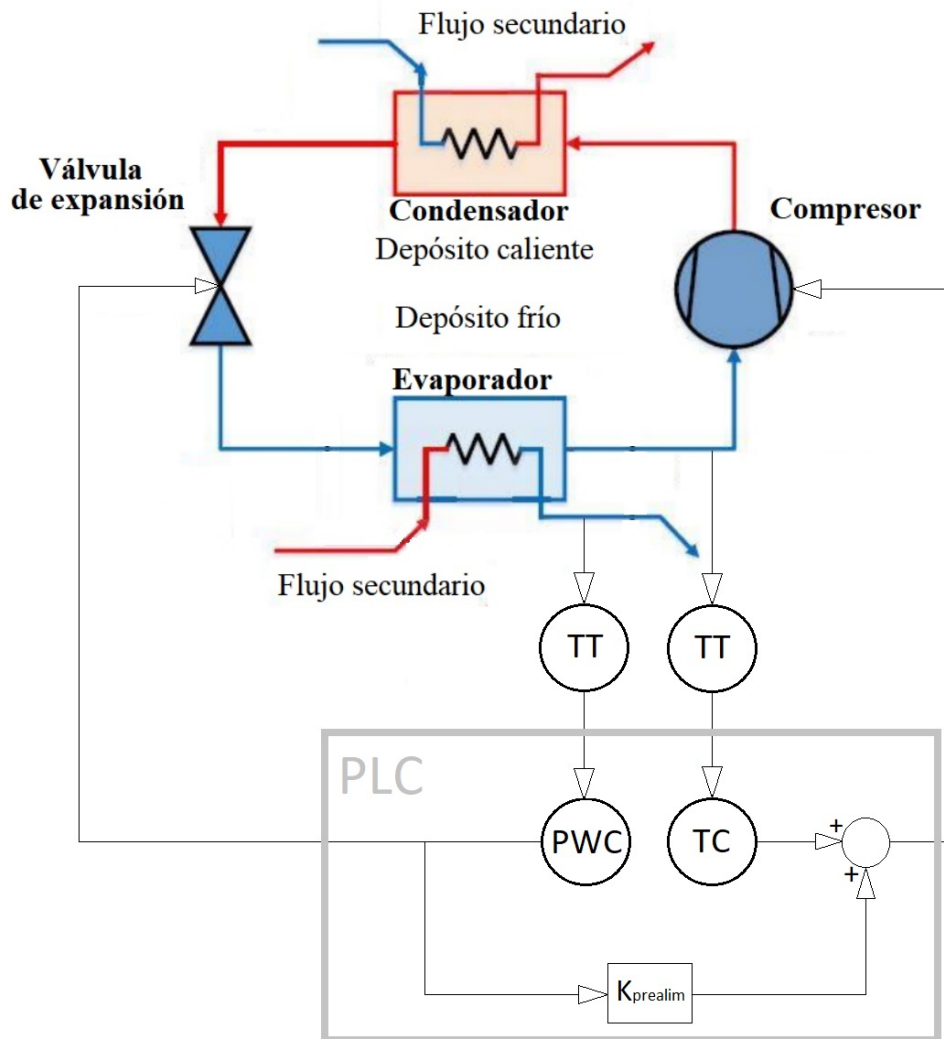 Flujo secundario
Válvula
de expansión
Condensador
Compresor
Depósito caliente
Depósito frío
Evaporador
Flujo secundario
TT
TT
PLC
PWC
TC
+
+
Kprealim